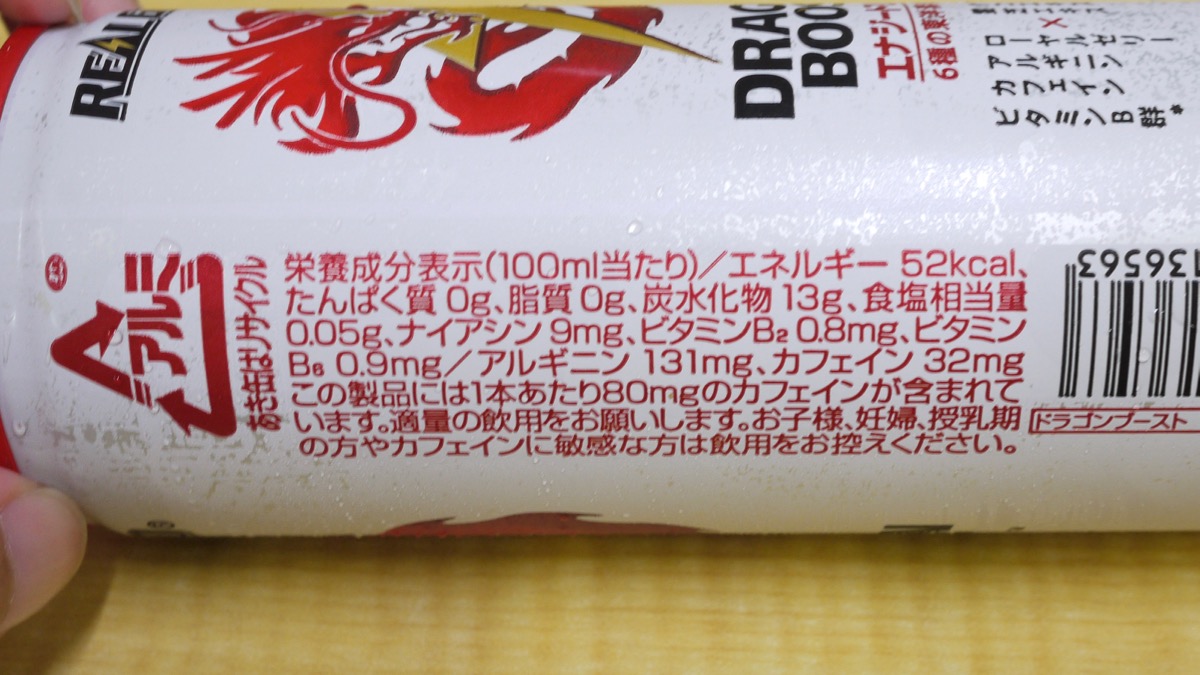 DRAG
BOO
エナジード
6種の
×
ローヤルゼリー
アルギニン
カフェイン
ビタミンB群*
アルミ
あき缶はリサイクル
栄養成分表示(100ml当たり)/エネルギー 52kcal、
たんぱく質 0g、脂質 0g、炭水化物 13g、食塩相当量
0.05g、ナイアシン 9mg、ビタミンB₂ 0.8mg、ビタミン
B₆ 0.9mg/アルギニン 131mg、カフェイン 32mg
この製品には1本あたり80mgのカフェインが含まれて
います。適量の飲用をお願いします。お子様、妊婦、授乳期
の方やカフェインに敏感な方は飲用をお控えください。
136563
ドラゴンブースト